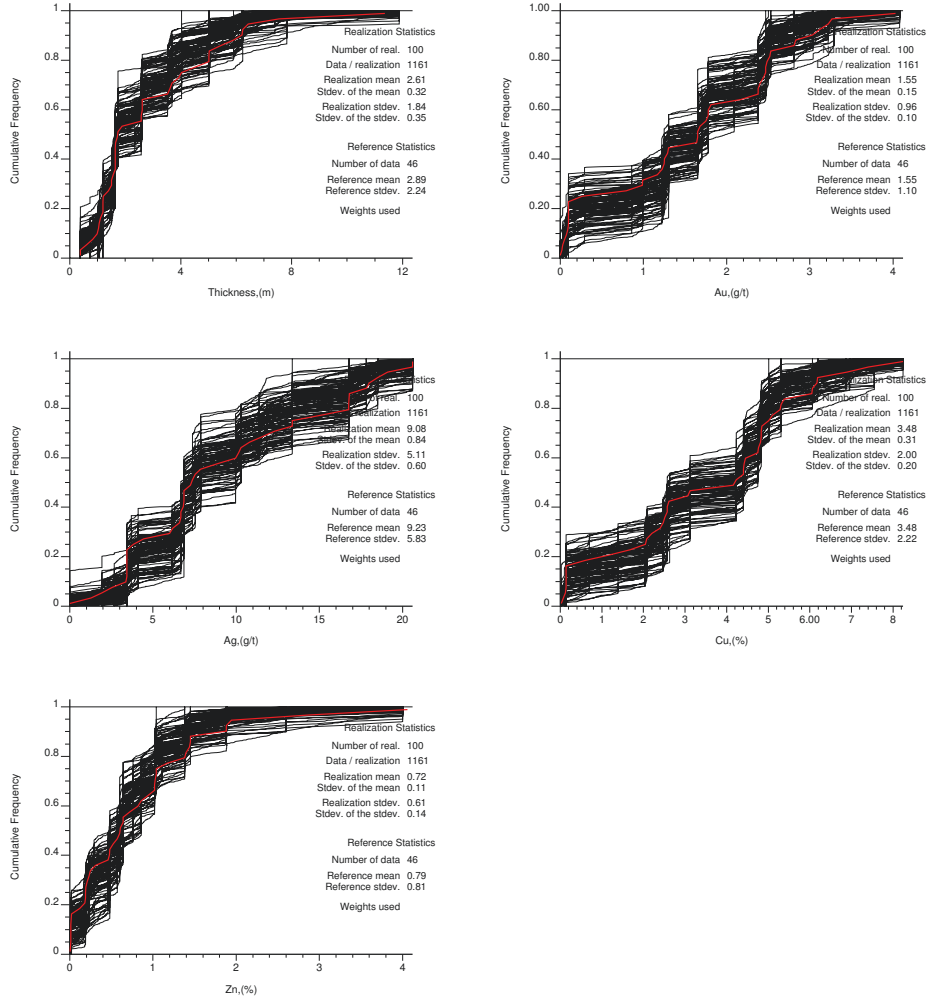 1
0.8
0.6
0.4
0.2
0
Cumulative Frequency
0 4 8 12
Thickness,(m)
Realization Statistics
Number of real. 100
Data / realization 1161
Realization mean 2.61
Stdev. of the mean 0.32
Realization stdev. 1.84
Stdev. of the stdev. 0.35
Reference Statistics
Number of data 46
Reference mean 2.89
Reference stdev. 2.24
Weights used
1.00
0.80
0.60
0.40
0.20
0
Cumulative Frequency
0 1 2 3 4
Au,(g/t)
Realization Statistics
Number of real. 100
Data / realization 1161
Realization mean 1.55
Stdev. of the mean 0.15
Realization stdev. 0.96
Stdev. of the stdev. 0.10
Reference Statistics
Number of data 46
Reference mean 1.55
Reference stdev. 1.10
Weights used
1
0.8
0.6
0.4
0.2
0
Cumulative Frequency
0 5 10 15 20
Ag,(g/t)
Statistics
of real. 100
realization 1161
Realization mean 9.08
Stdev. of the mean 0.84
Realization stdev. 5.11
Stdev. of the stdev. 0.60
Reference Statistics
Number of data 46
Reference mean 9.23
Reference stdev. 5.83
Weights used
1
0.8
0.6
0.4
0.2
0
Cumulative Frequency
0 1 2 3 4 5 6.00 7 8
Cu,(%)
Realization Statistics
Number of real. 100
Data / realization 1161
Realization mean 3.48
Stdev. of the mean 0.31
Realization stdev. 2.00
Stdev. of the stdev. 0.20
Reference Statistics
Number of data 46
Reference mean 3.48
Reference stdev. 2.22
Weights used
1
0.8
0.6
0.4
0.2
0
Cumulative Frequency
0 1 2 3 4
Zn,(%)
Realization Statistics
Number of real. 100
Data / realization 1161
Realization mean 0.72
Stdev. of the mean 0.11
Realization stdev. 0.61
Stdev. of the stdev. 0.14
Reference Statistics
Number of data 46
Reference mean 0.79
Reference stdev. 0.81
Weights used